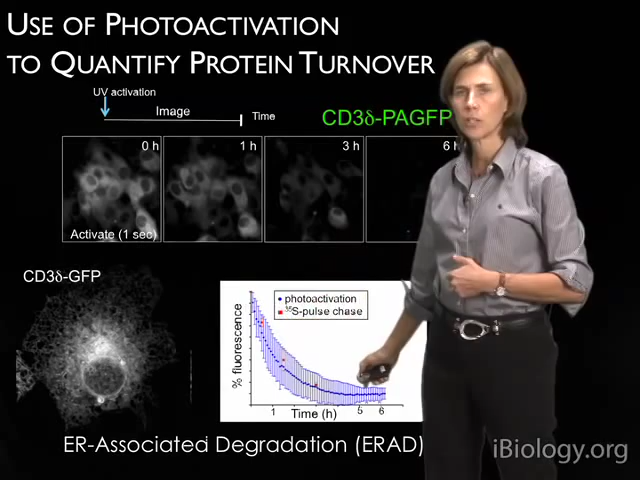 USE OF PHOTOACTIVATION
TO QUANTIFY PROTEIN TURNOVER
UV activation
Image
Time
CD3δ-PAGFP
0 h
1 h
3 h
6 h
Activate (1 sec)
CD3δ-GFP
photoactivation
35S-pulse chase
% fluorescence
1
5
6
Time (h)
ER-Associated Degradation (ERAD)
iBiology.org